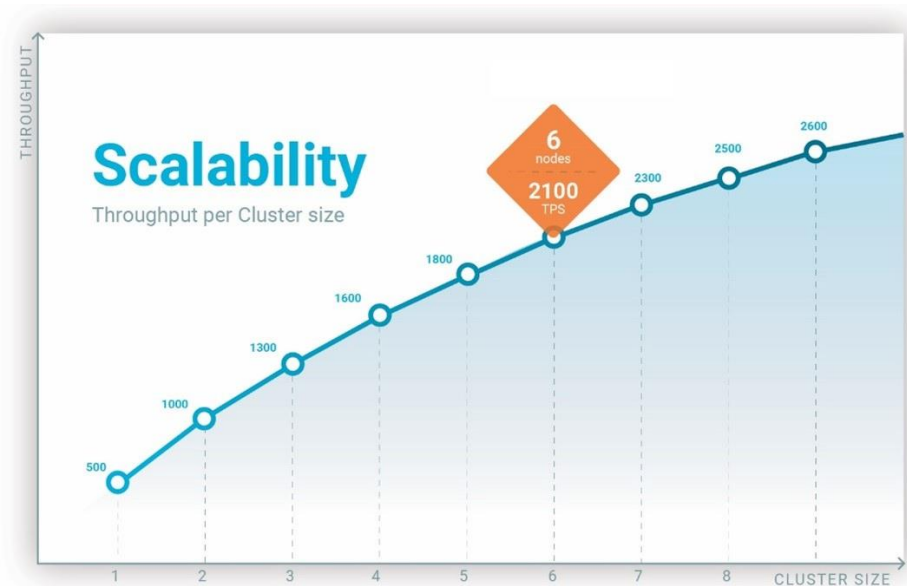 THROUGHPUT
Scalability
Throughput per Cluster size
6
nodes
2100
TPS
500
1000
1300
1600
1800
2300
2500
2600
1 2 3 4 5 6 7 8
CLUSTER SIZE